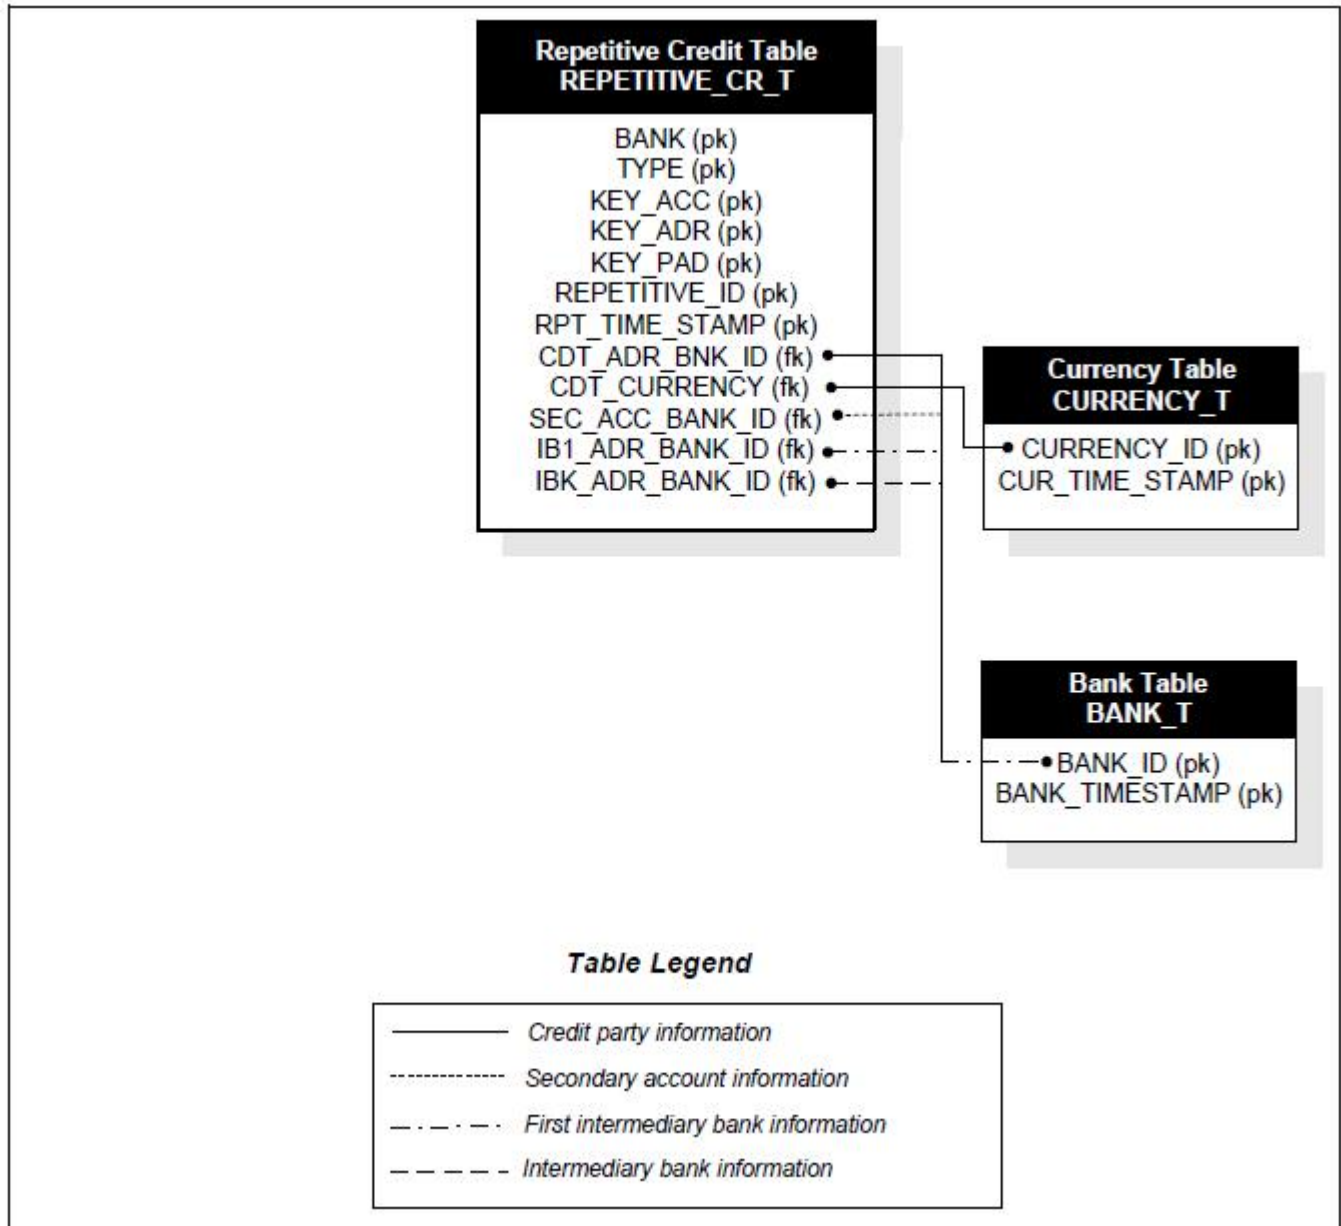 Repetitive Credit Table
REPETITIVE_CR_T
BANK (pk)
TYPE (pk)
KEY_ACC (pk)
KEY_ADR (pk)
KEY_PAD (pk)
REPETITIVE_ID (pk)
RPT_TIME_STAMP (pk)
CDT_ADR_BNK_ID (fk)
CDT_CURRENCY (fk)
SEC_ACC_BANK_ID (fk)
IB1_ADR_BANK_ID (fk)
IBK_ADR_BANK_ID (fk)
Currency Table
CURRENCY_T
CURRENCY_ID (pk)
CUR_TIME_STAMP (pk)
Bank Table
BANK_T
BANK_ID (pk)
BANK_TIMESTAMP (pk)
Table Legend
Credit party information
Secondary account information
First intermediary bank information
Intermediary bank information